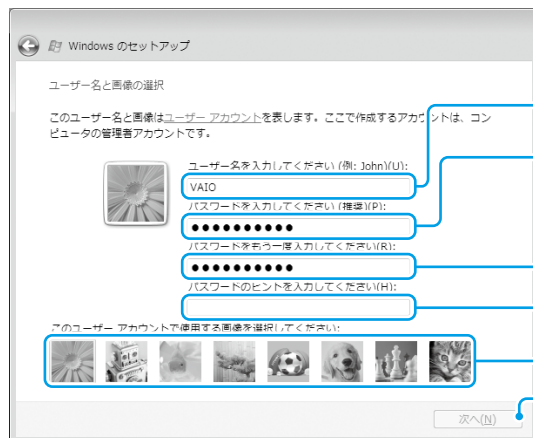 Windows のセットアップ
ユーザー名と画像の選択
このユーザー名と画像はユーザー アカウントを表します。ここで作成するアカウントは、コン
ピュータの管理者アカウントです。
ユーザー名を入力してください (例: John)(U):
VAIO
パスワードを入力してください (推奨)(P):
●●●●●●●●●●
パスワードをもう一度入力してください(R):
●●●●●●●●●●
パスワードのヒントを入力してください(H):
このユーザー アカウントで使用する画像を選択してください:
次へ(N)